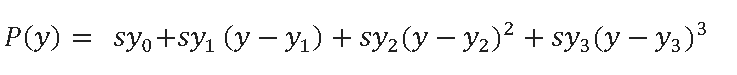 P(y) = sy₀+sy₁ (y − y₁) + sy₂(y − y₂)² + sy₃(y − y₃)³